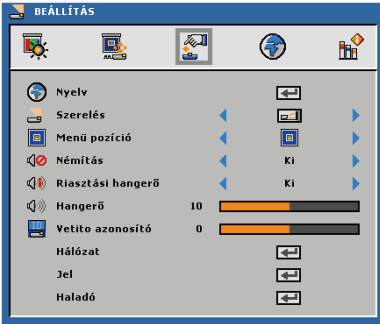 BEÁLLÍTÁS
Nyelv
Szerelés
Menü pozíció
Némítás Ki
Riasztási hangerő Ki
Hangerő 10
Vetito azonosító 0
Hálózat
Jel
Haladó